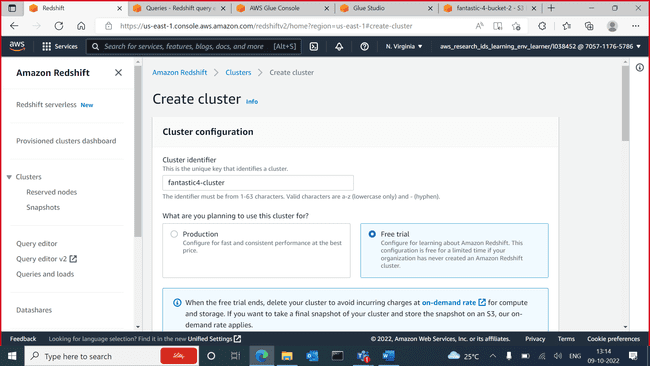 Redshift
Queries - Redshift query e
AWS Glue Console
Glue Studio
fantastic-4-bucket-2 - S3
https://us-east-1.console.aws.amazon.com/redshiftv2/home?region=us-east-1#create-cluster
aws
Services
Search for services, features, blogs, docs, and more
[Alt+S]
N. Virginia
aws_research_ids_learning_env_learner/l038452 @ 7057-1176-5786
Amazon Redshift
Redshift serverless New
Provisioned clusters dashboard
Clusters
Reserved nodes
Snapshots
Query editor
Query editor v2
Queries and loads
Datashares
Amazon Redshift > Clusters > Create cluster
Create cluster Info
Cluster configuration
Cluster identifier
This is the unique key that identifies a cluster.
fantastic4-cluster
The identifier must be from 1-63 characters. Valid characters are a-z (lowercase only) and - (hyphen).
What are you planning to use this cluster for?
Production
Configure for fast and consistent performance at the best
price.
Free trial
Configure for learning about Amazon Redshift. This
configuration is free for a limited time if your
organization has never created an Amazon Redshift
cluster.
When the free trial ends, delete your cluster to avoid incurring charges at on-demand rate for compute
and storage. If you want to take a final snapshot of your cluster and store the snapshot on an S3, our on-
demand rate applies.
Feedback
Looking for language selection? Find it in the new Unified Settings
© 2022, Amazon Web Services, Inc. or its affiliates.
Privacy
Terms
Cookie preferences
Type here to search
25°C
ENG
13:14
09-10-2022